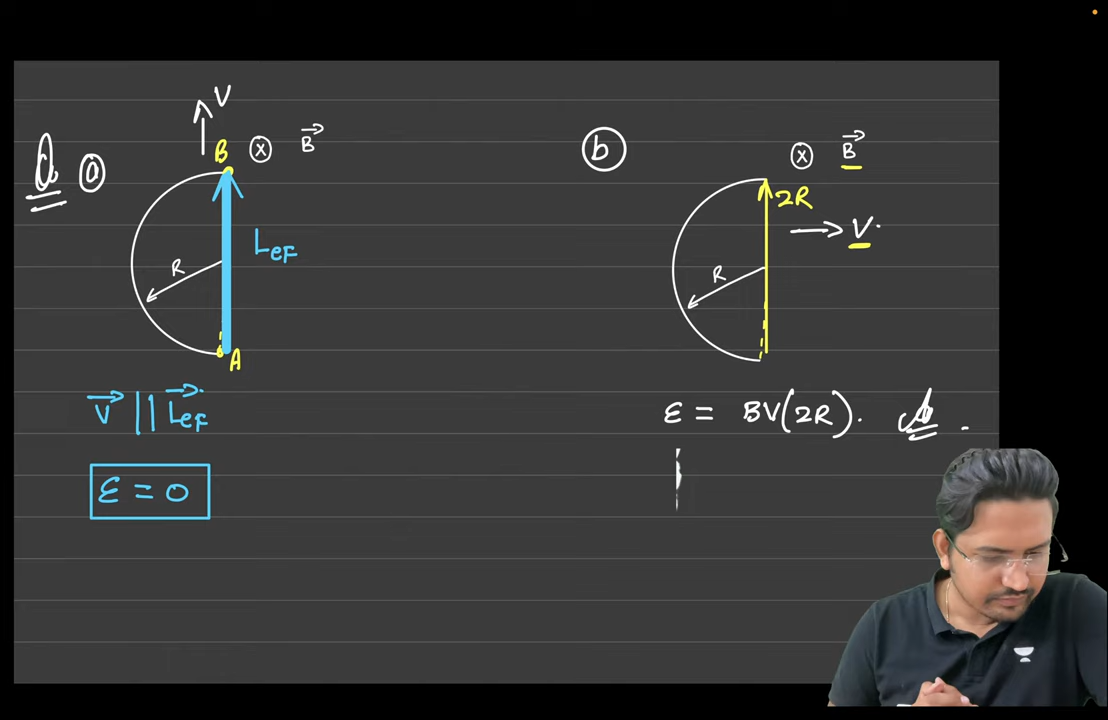 V
B ⊗ B⃗
R
L_EF
A
V⃗ || L⃗_EF
ε = 0
b
⊗ B⃗
2R
V
R
ε = BV(2R).